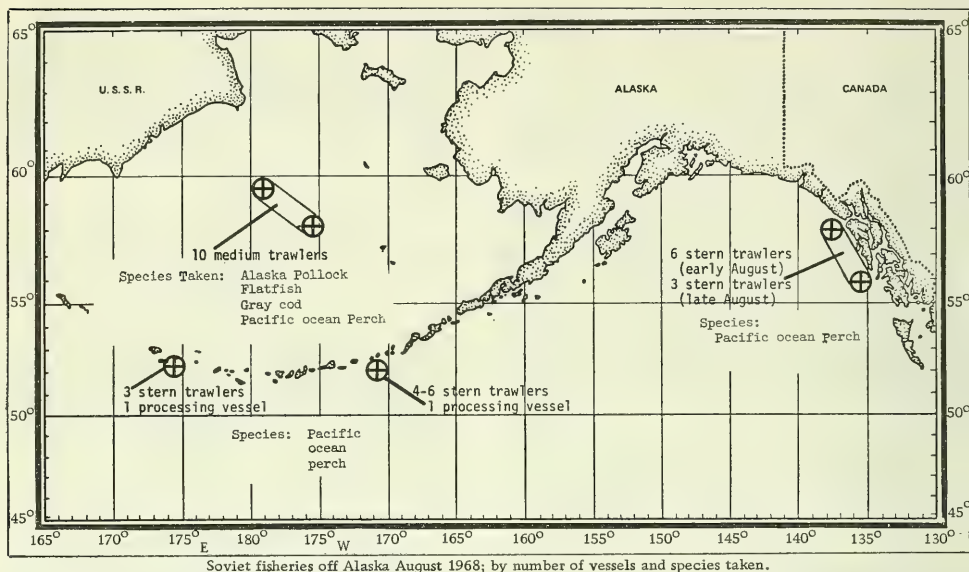 65°
65°
U.S.S.R.
ALASKA
CANADA
60°
60°
10 medium trawlers
Species Taken: Alaska Pollock
Flatfish
Gray cod
Pacific ocean Perch
6 stern trawlers
(early August)
3 stern trawlers
(late August)
Species:
Pacific ocean Perch
55°
55°
3 stern trawlers
1 processing vessel
4-6 stern trawlers
1 processing vessel
Species: Pacific
ocean
perch
50°
50°
45°
45°
165° 170° 175° 180° 175° 170° 165° 160° 155° 150° 145° 140° 135° 130°
E W
Soviet fisheries off Alaska August 1968; by number of vessels and species taken.